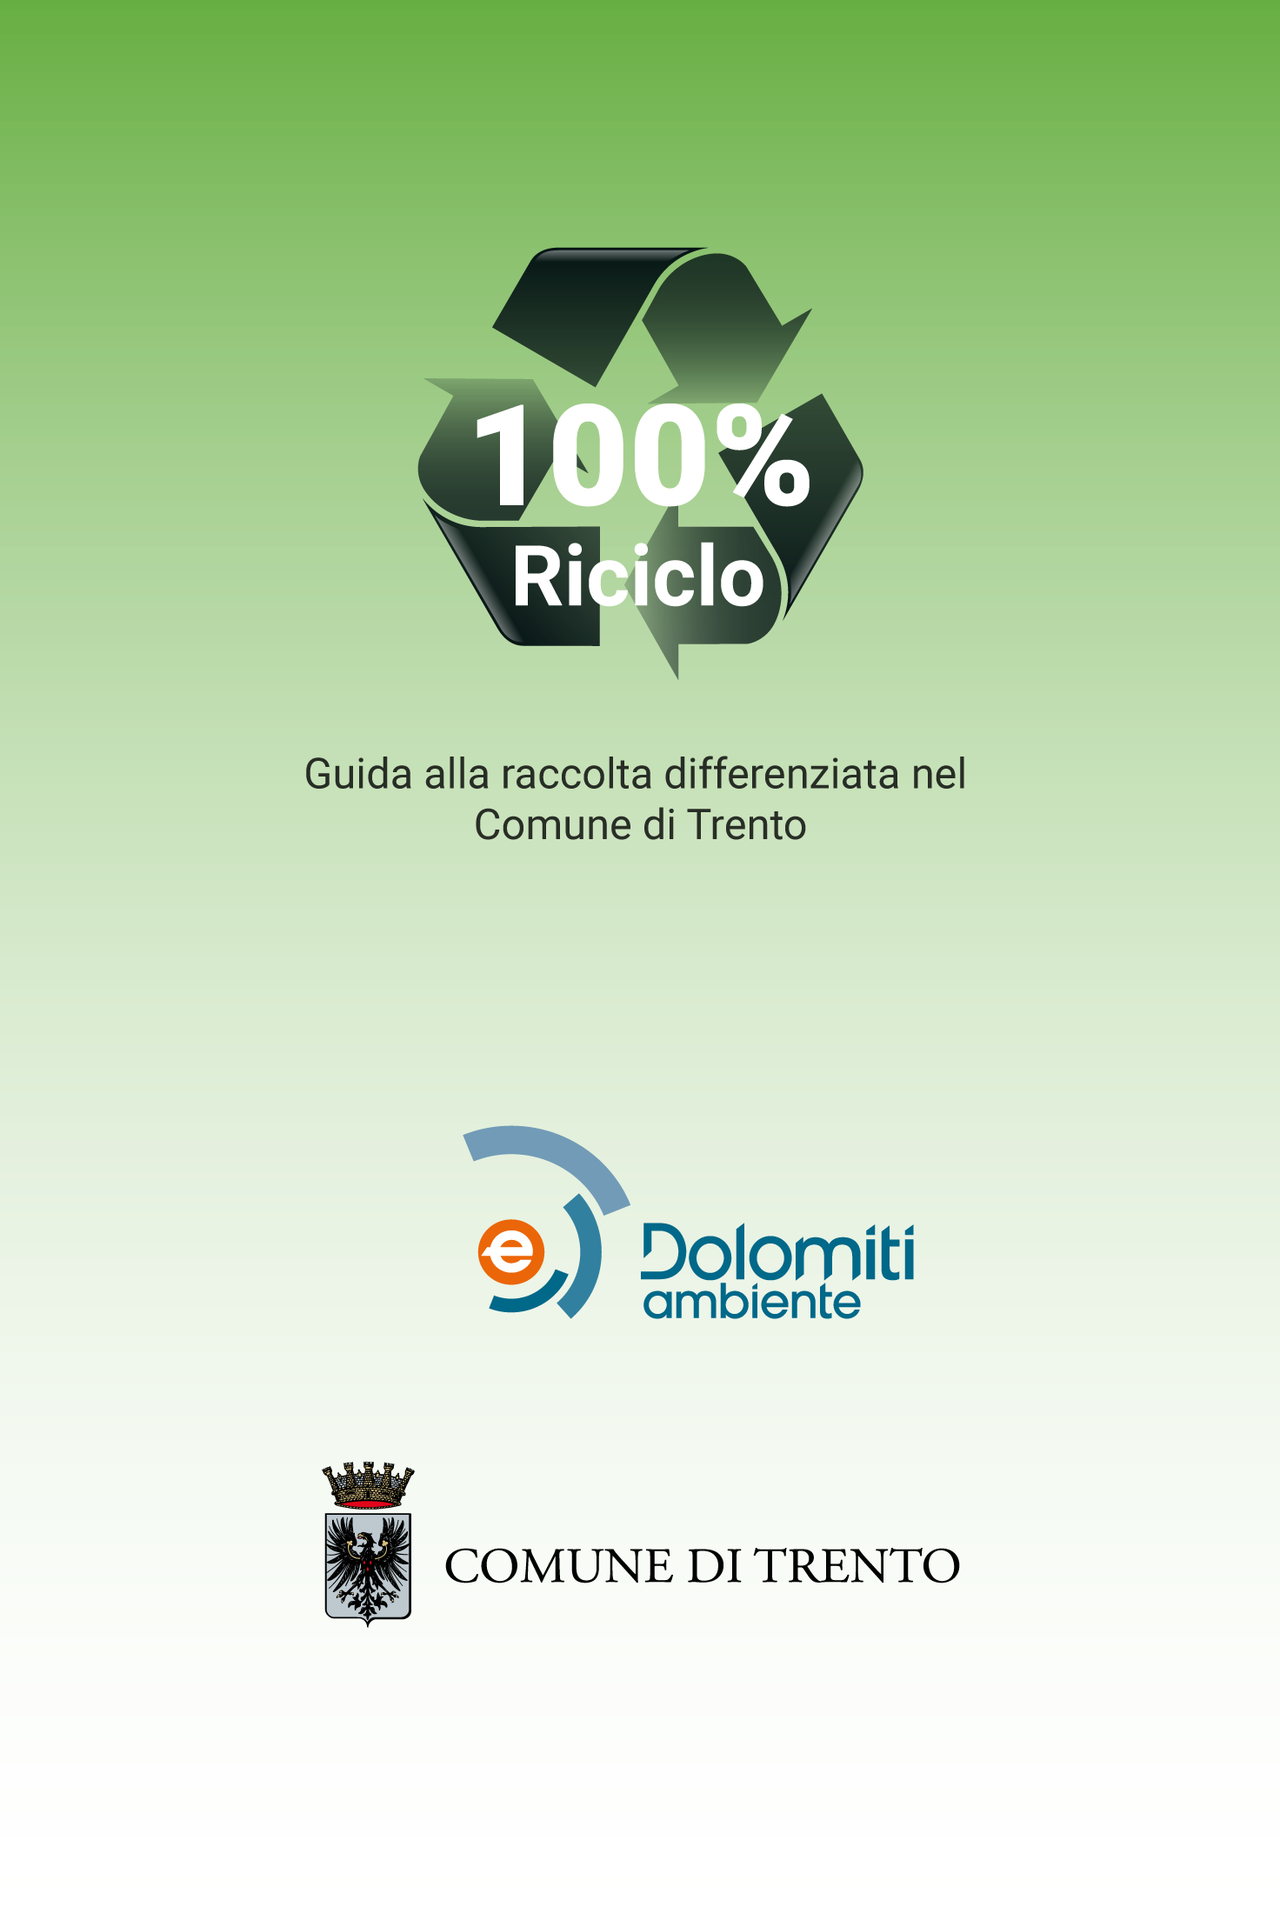 100%
Riciclo
Guida alla raccolta differenziata nel
Comune di Trento
e
Dolomiti
ambiente
COMUNE DI TRENTO